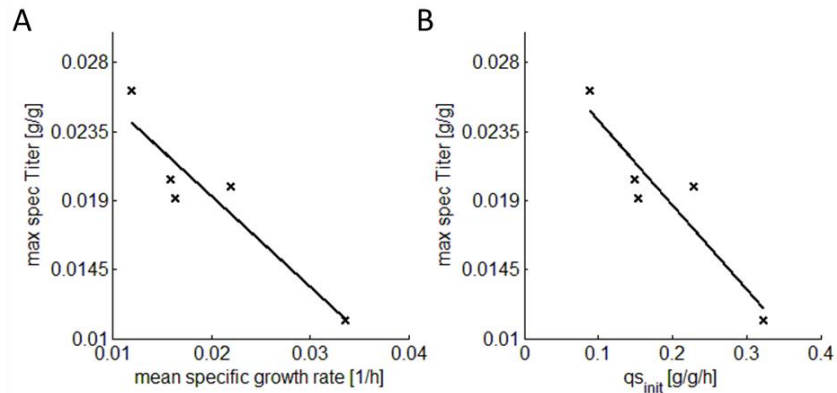 A
max spec Titer [g/g]
0.028
0.0235
0.019
0.0145
0.01
0.01 0.02 0.03 0.04
mean specific growth rate [1/h]
B
max spec Titer [g/g]
0.028
0.0235
0.019
0.0145
0.01
0 0.1 0.2 0.3 0.4
qs_init [g/g/h]